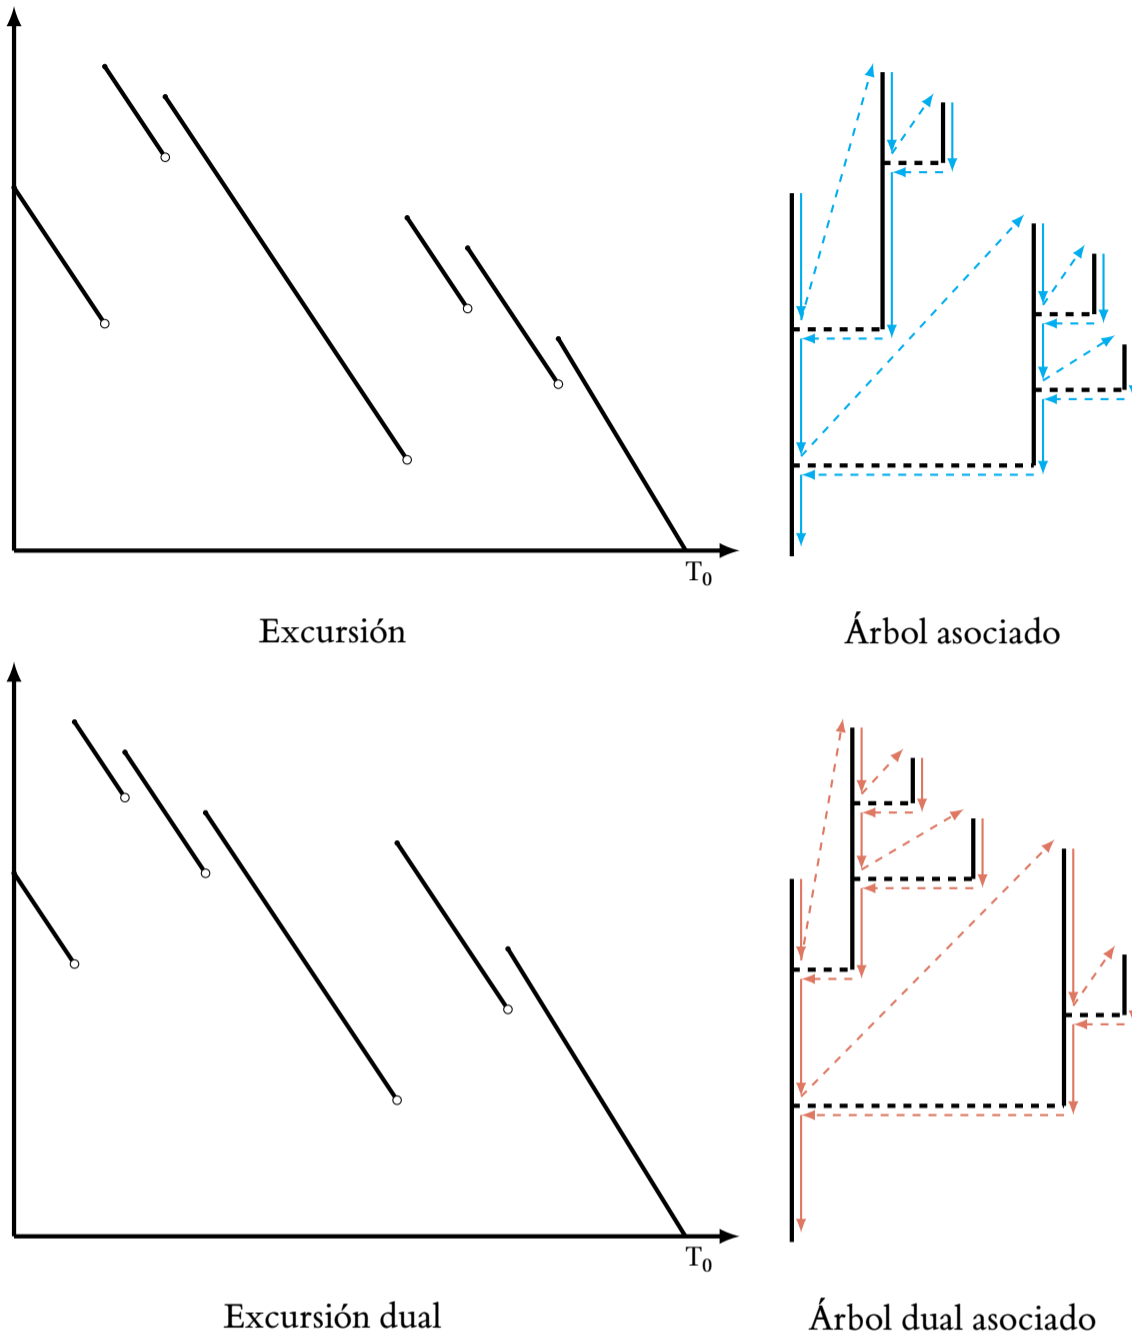 T₀
Excursión
Árbol asociado
T₀
Excursión dual
Árbol dual asociado